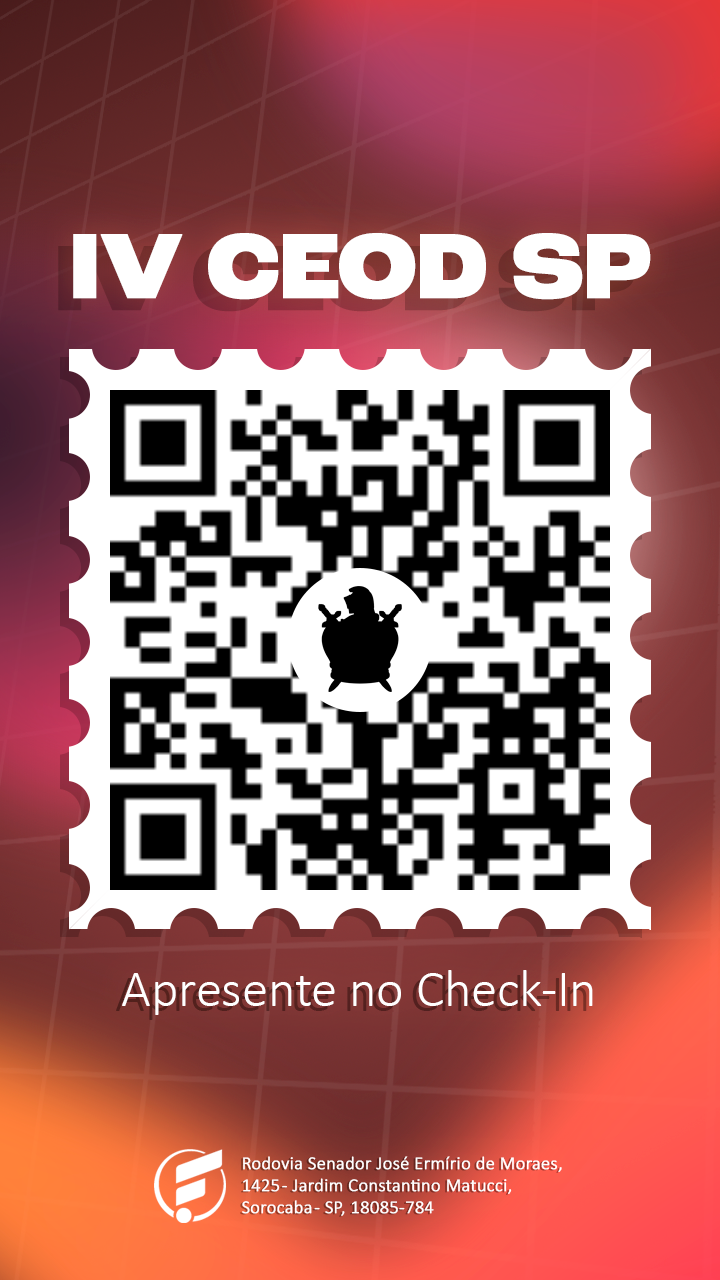 IV CEOD SP
Apresente no Check-In
Rodovia Senador José Ermírio de Moraes,
1425- Jardim Constantino Matucci,
Sorocaba- SP, 18085-784